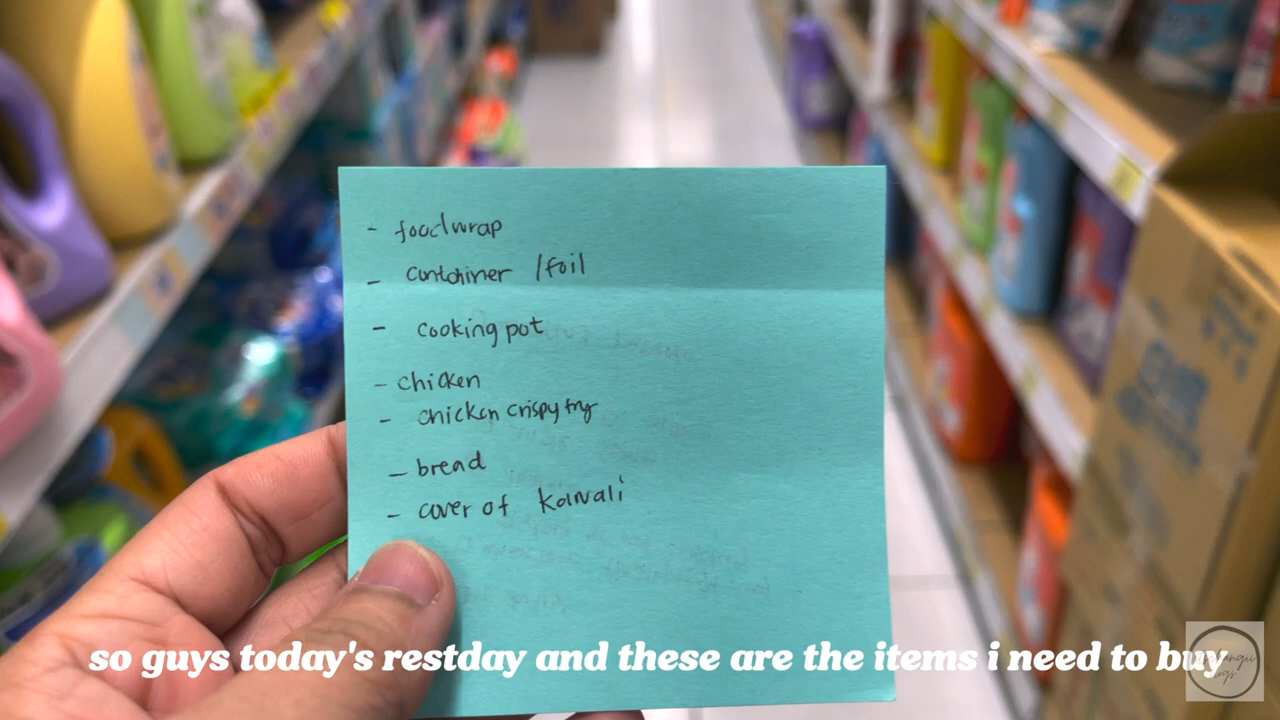 - foodwrap
- container /foil
- cooking pot
- chicken
- chicken crispy fry
- bread
- cover of kawali
so guys today's restday and these are the items i need to buy